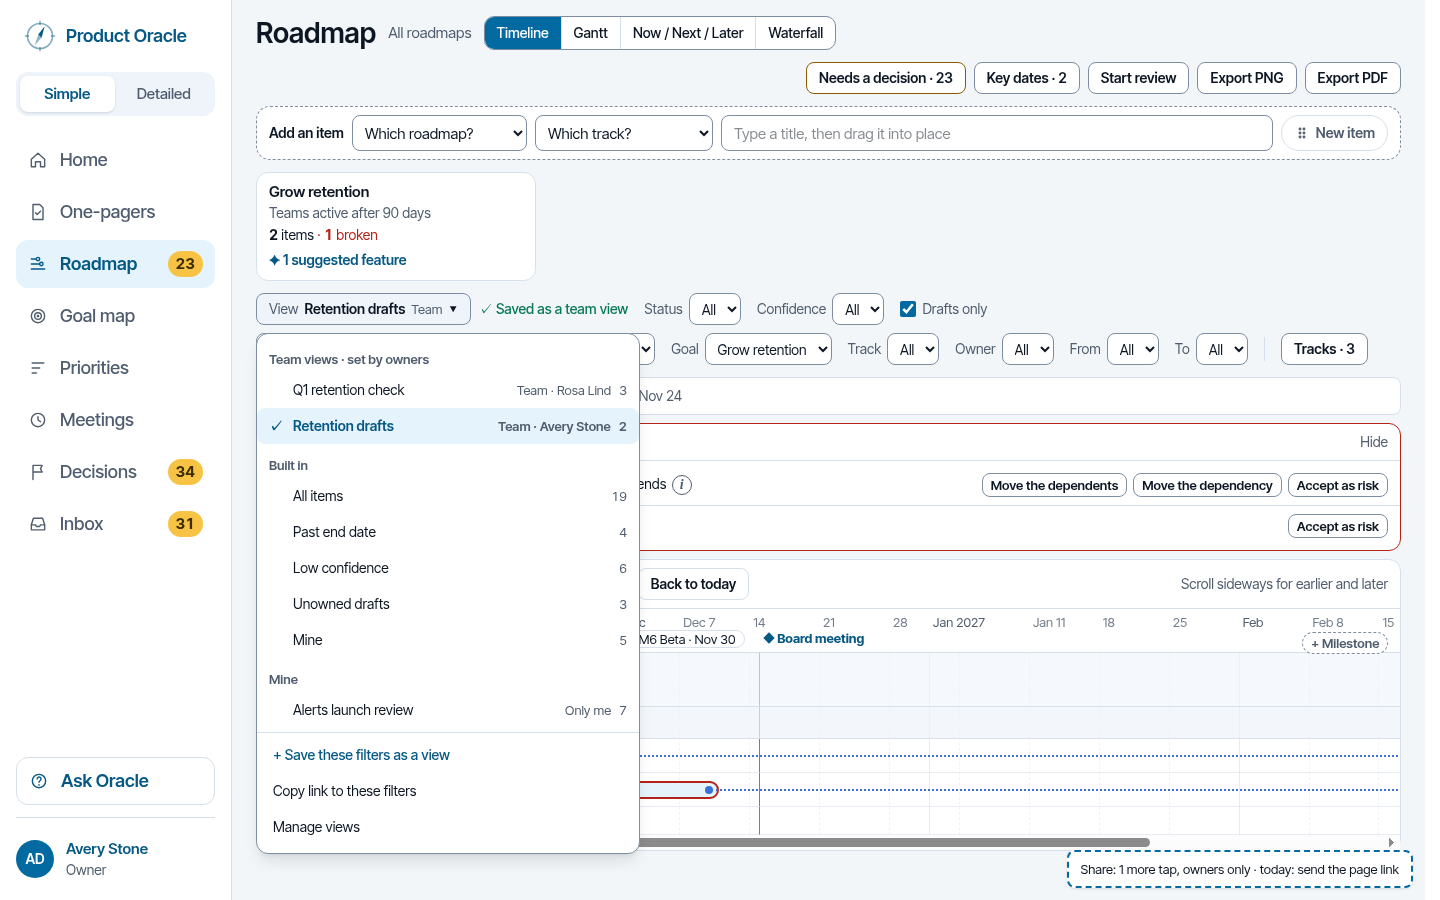 Product Oracle
Simple
Detailed
Home
One-pagers
Roadmap 23
Goal map
Priorities
Meetings
Decisions 34
Inbox 31
Ask Oracle
AD
Avery Stone
Owner
Roadmap
All roadmaps
Timeline
Gantt
Now / Next / Later
Waterfall
Needs a decision · 23
Key dates · 2
Start review
Export PNG
Export PDF
Add an item
Which roadmap?
Which track?
Type a title, then drag it into place
New item
Grow retention
Teams active after 90 days
2 items · 1 broken
1 suggested feature
View Retention drafts Team
✓ Saved as a team view
Status All
Confidence All
Drafts only
Goal Grow retention
Track All
Owner All
From All
To All
Tracks · 3
Team views · set by owners
Q1 retention check Team · Rosa Lind 3
✓ Retention drafts Team · Avery Stone 2
Built in
All items 19
Past end date 4
Low confidence 6
Unowned drafts 3
Mine 5
Mine
Alerts launch review Only me 7
+ Save these filters as a view
Copy link to these filters
Manage views
Nov 24
Hide
ends i
Move the dependents
Move the dependency
Accept as risk
Accept as risk
Back to today
Scroll sideways for earlier and later
c Dec 7 14 21 28 Jan 2027 Jan 11 18 25 Feb Feb 8 15
M6 Beta · Nov 30
Board meeting
+ Milestone
Share: 1 more tap, owners only · today: send the page link